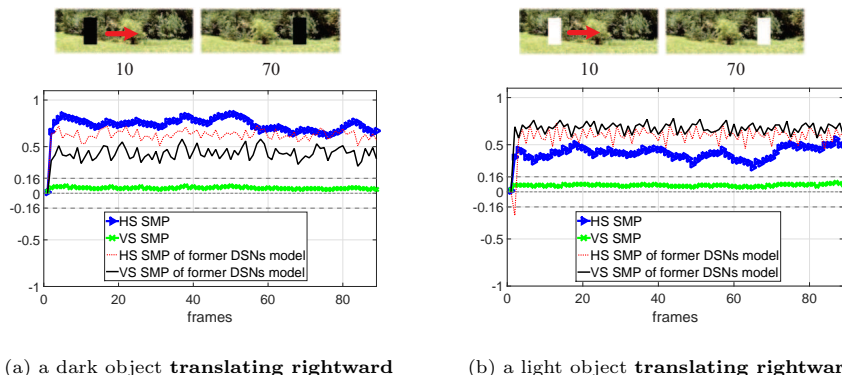 10 70
1
0.5
0.16
0
-0.16
-0.5
-1
HS SMP
VS SMP
HS SMP of former DSNs model
VS SMP of former DSNs model
0 20 40 60 80
frames
(a) a dark object translating rightward
10 70
1
0.5
0.16
0
-0.16
-0.5
-1
HS SMP
VS SMP
HS SMP of former DSNs model
VS SMP of former DSNs model
0 20 40 60 80
frames
(b) a light object translating rightwar